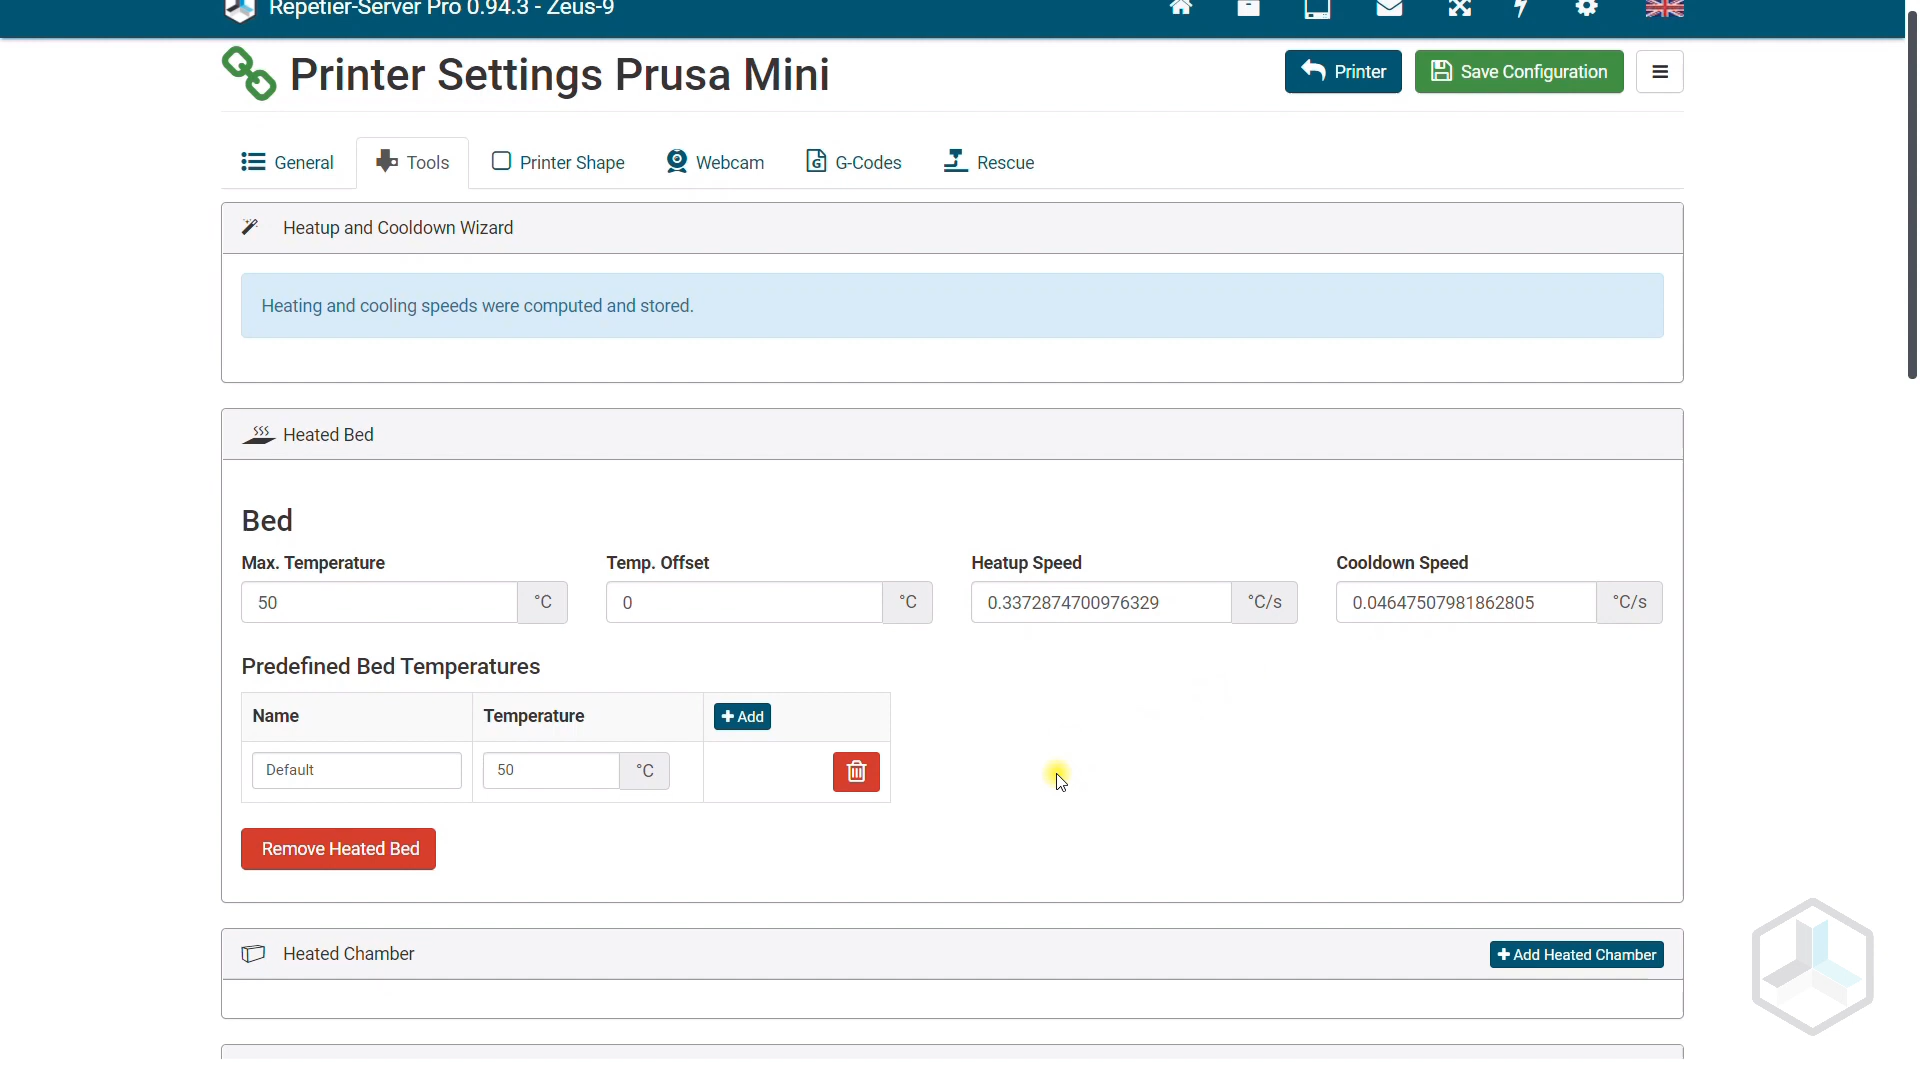 Repetier-Server Pro 0.94.3 - Zeus-9
Printer Settings Prusa Mini
Printer
Save Configuration
General
Tools
Printer Shape
Webcam
G-Codes
Rescue
Heatup and Cooldown Wizard
Heating and cooling speeds were computed and stored.
Heated Bed
Bed
Max. Temperature
Temp. Offset
Heatup Speed
Cooldown Speed
50 °C
0 °C
0.3372874700976329 °C/s
0.04647507981862805 °C/s
Predefined Bed Temperatures
Name
Temperature
Add
Default
50 °C
Remove Heated Bed
Heated Chamber
Add Heated Chamber